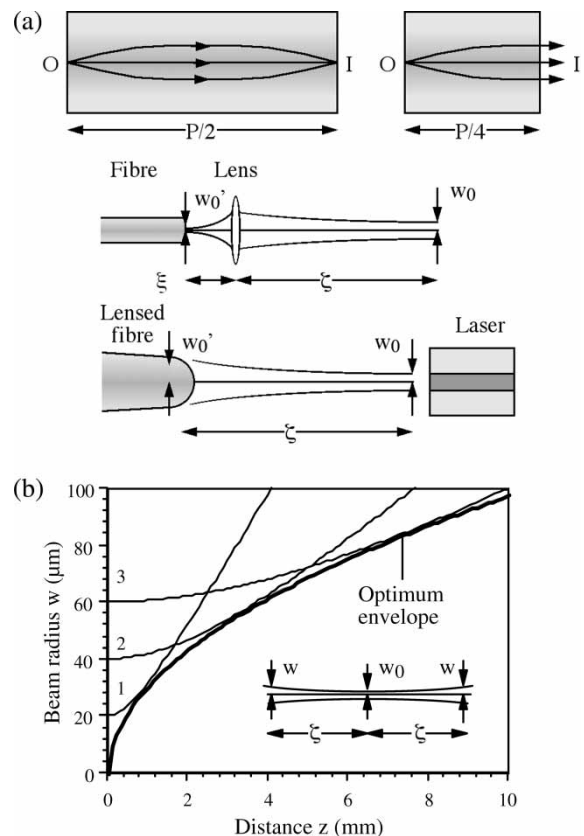 (a)
O I O I
P/2 P/4
Fibre Lens
w₀' w₀
ξ ζ
Lensed
fibre w₀' w₀ Laser
ζ
(b)
100
80
60
40
20
0
Beam radius w (μm)
3
2
1
Optimum
envelope
w w₀ w
ζ ζ
0 2 4 6 8 10
Distance z (mm)